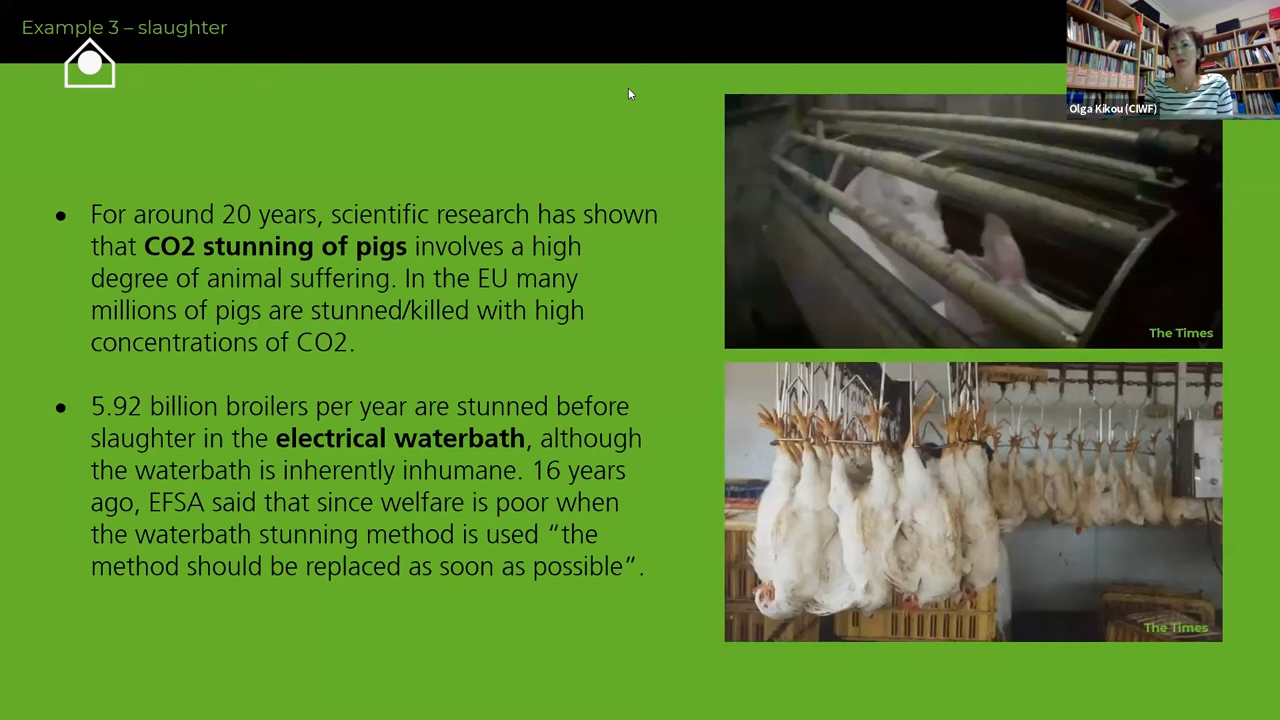 Example 3 – slaughter
Olga Kikou (CIWF)
• For around 20 years, scientific research has shown
that CO2 stunning of pigs involves a high
degree of animal suffering. In the EU many
millions of pigs are stunned/killed with high
concentrations of CO2.
• 5.92 billion broilers per year are stunned before
slaughter in the electrical waterbath, although
the waterbath is inherently inhumane. 16 years
ago, EFSA said that since welfare is poor when
the waterbath stunning method is used “the
method should be replaced as soon as possible”.
The Times
The Times